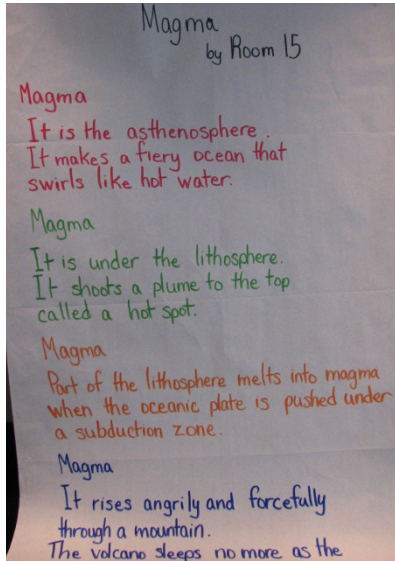 Magma
by Room 15
Magma
It is the asthenosphere.
It makes a fiery ocean that
swirls like hot water.
Magma
It is under the lithosphere.
It shoots a plume to the top
called a hot spot.
Magma
Part of the lithosphere melts into magma
when the oceanic plate is pushed under
a subduction zone.
Magma
It rises angrily and forcefully
through a mountain.
The volcano sleeps no more as the